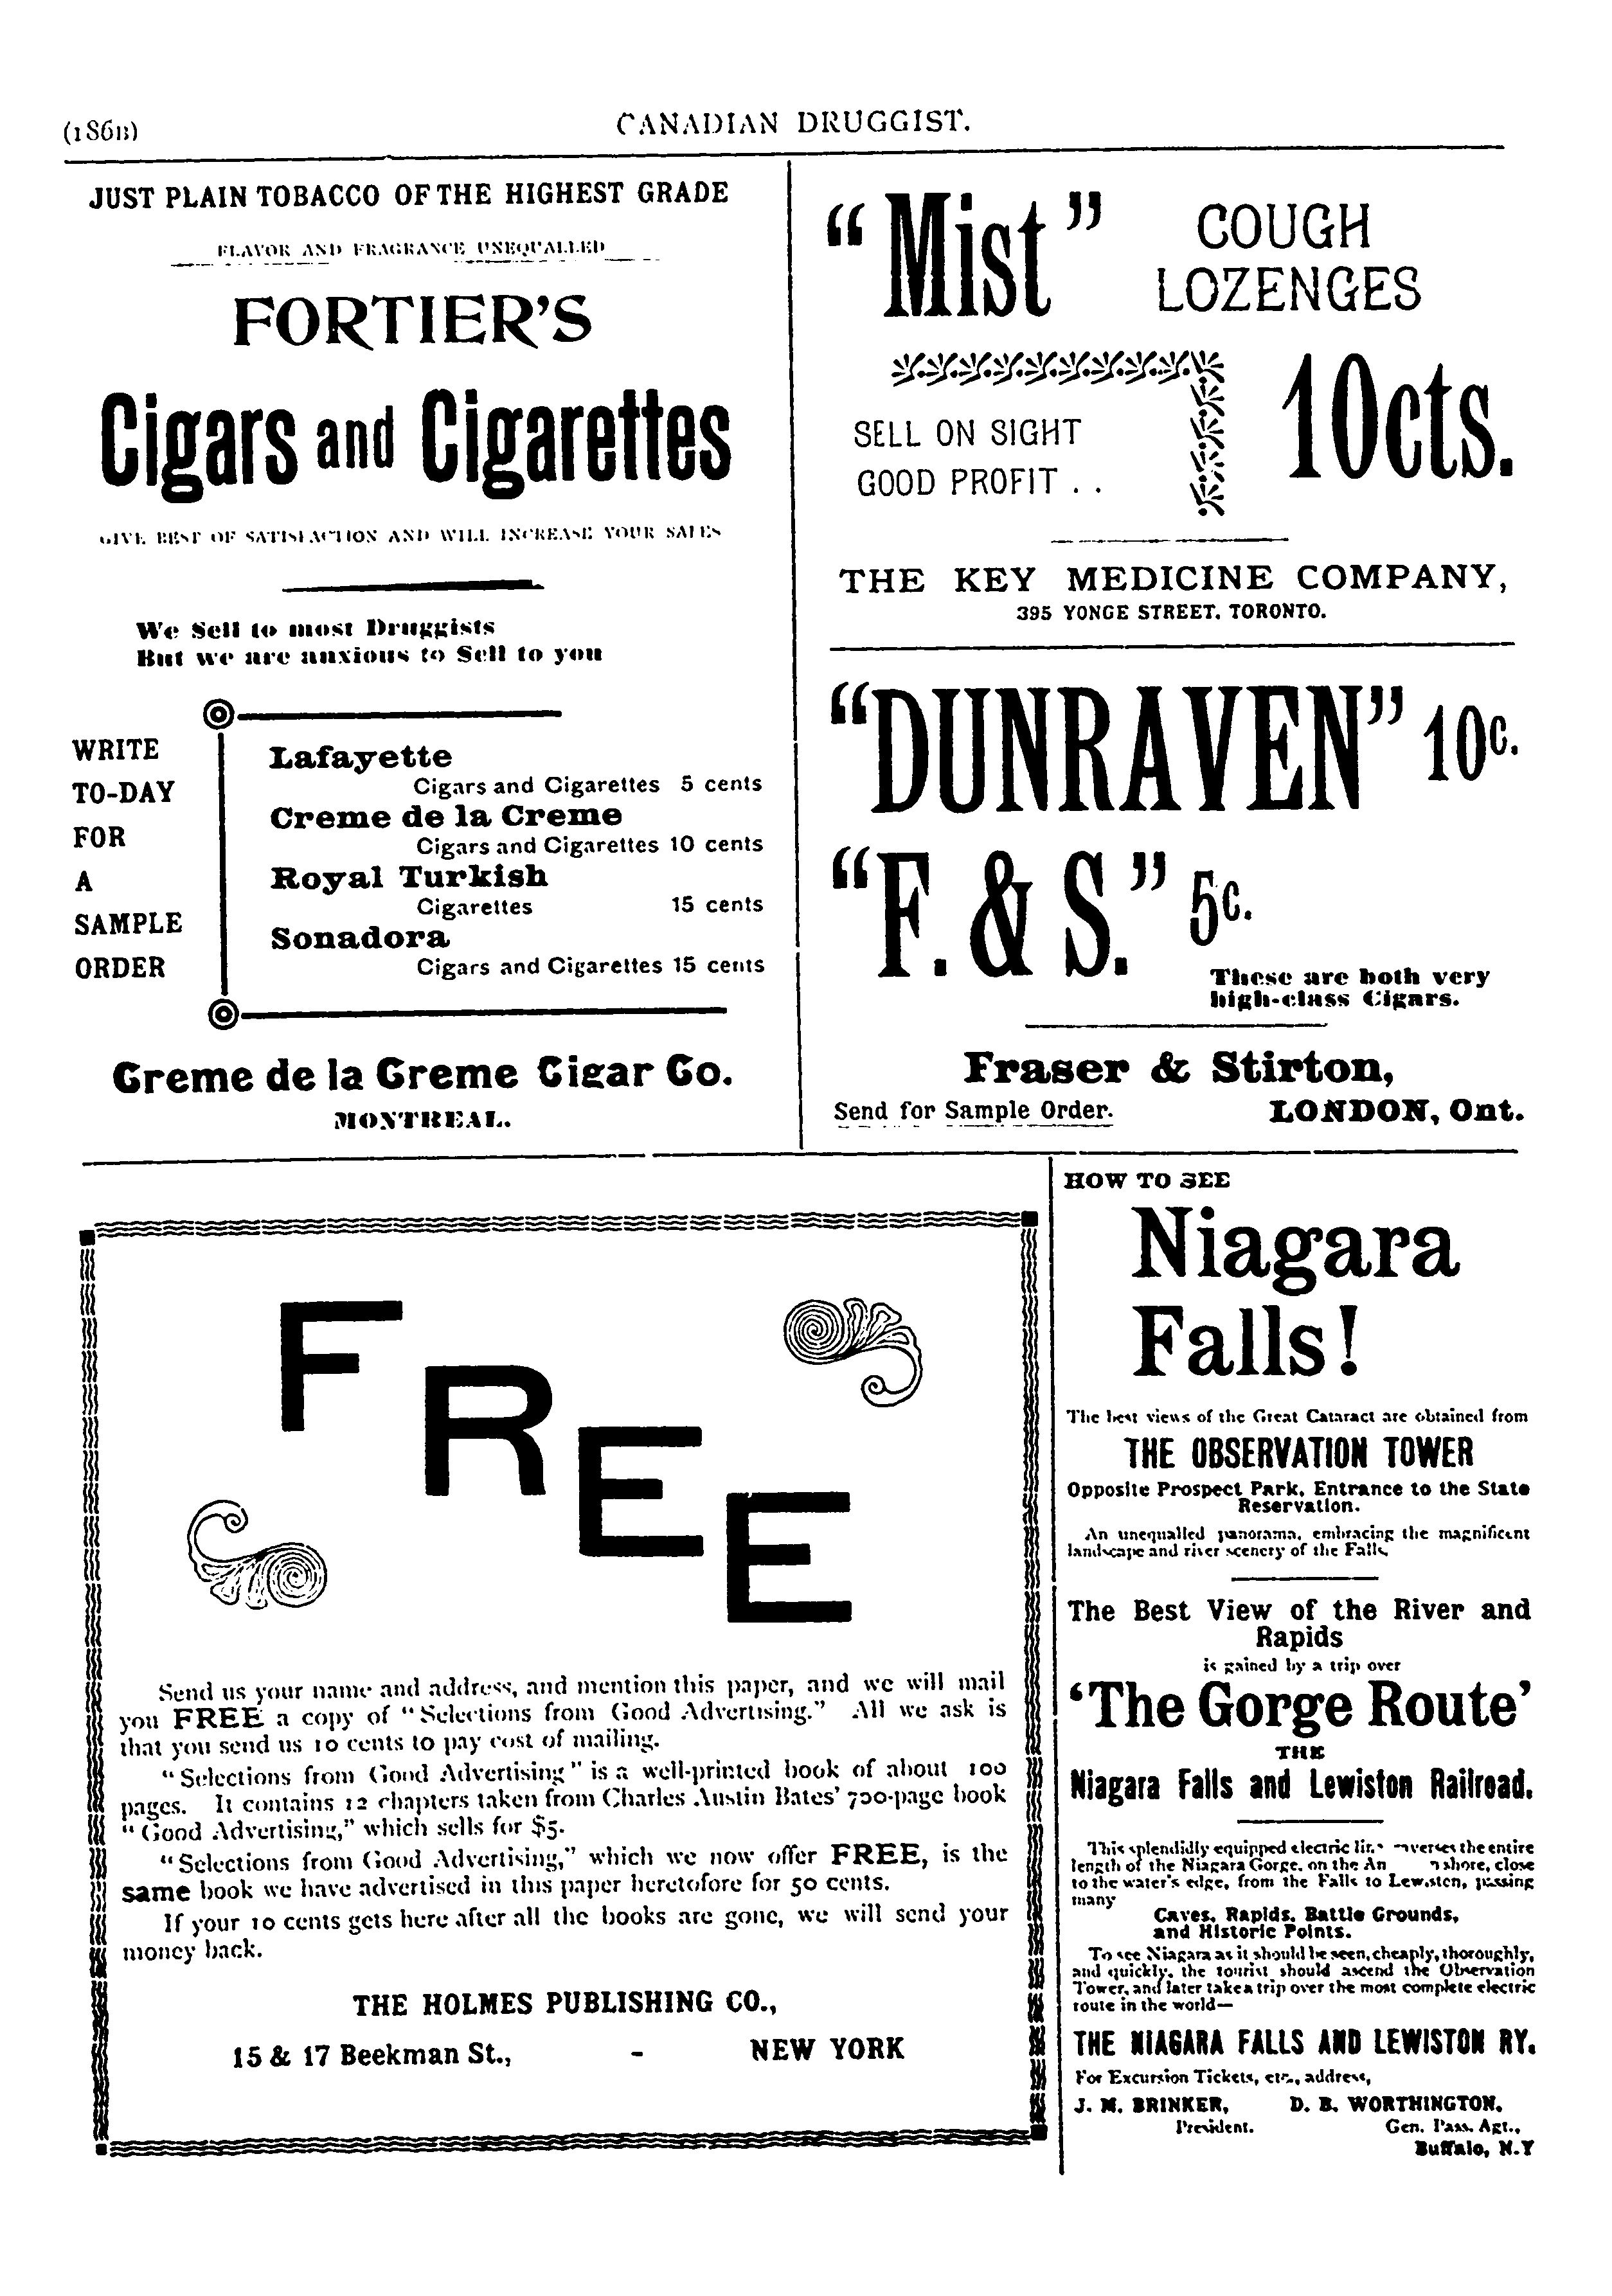 (186B)
CANADIAN DRUGGIST.
JUST PLAIN TOBACCO OF THE HIGHEST GRADE
FLAVOR AND FRAGRANCE UNEQUALLED
FORTIER'S
Cigars and Cigarettes
GIVE BEST OF SATISFACTION AND WILL INCREASE YOUR SALES
We Sell to most Druggists
But we are anxious to Sell to you
WRITE
TO-DAY
FOR
A
SAMPLE
ORDER
Lafayette
Cigars and Cigarettes 5 cents
Creme de la Creme
Cigars and Cigarettes 10 cents
Royal Turkish
Cigarettes 15 cents
Sonadora
Cigars and Cigarettes 15 cents
Creme de la Creme Cigar Co.
MONTREAL.
"Mist" COUGH
LOZENGES
SELL ON SIGHT
GOOD PROFIT . .
10cts.
THE KEY MEDICINE COMPANY,
395 YONGE STREET, TORONTO.
"DUNRAVEN" 10c.
"F. & S." 5c.
These are both very
high-class Cigars.
Fraser & Stirton,
Send for Sample Order. LONDON, Ont.
FREE
Send us your name and address, and mention this paper, and we will mail
you FREE a copy of "Selections from Good Advertising." All we ask is
that you send us 10 cents to pay cost of mailing.
"Selections from Good Advertising" is a well-printed book of about 100
pages. It contains 12 chapters taken from Charles Austin Bates' 700-page book
"Good Advertising," which sells for $5.
"Selections from Good Advertising," which we now offer FREE, is the
same book we have advertised in this paper heretofore for 50 cents.
If your 10 cents gets here after all the books are gone, we will send your
money back.
THE HOLMES PUBLISHING CO.,
15 & 17 Beekman St., - NEW YORK
HOW TO SEE
Niagara
Falls!
The best views of the Great Cataract are obtained from
THE OBSERVATION TOWER
Opposite Prospect Park, Entrance to the State
Reservation.
An unequalled panorama, embracing the magnificent
landscape and river scenery of the Falls.
The Best View of the River and
Rapids
is gained by a trip over
'The Gorge Route'
THE
Niagara Falls and Lewiston Railroad.
This splendidly equipped electric line the entire
length of the Niagara Gorge, on the shore, close
to the water's edge, from the Falls to Lewiston, passing
many
Caves, Rapids, Battle Grounds,
and Historic Points.
To see Niagara as it should be seen, cheaply, thoroughly,
and quickly, the tourist should ascend the Observation
Tower, and later take a trip over the most complete electric
route in the world—
THE NIAGARA FALLS AND LEWISTON RY.
For Excursion Tickets, etc., address,
J. M. BRINKER, D. B. WORTHINGTON,
President. Gen. Pass. Agt.,
Buffalo, N.Y